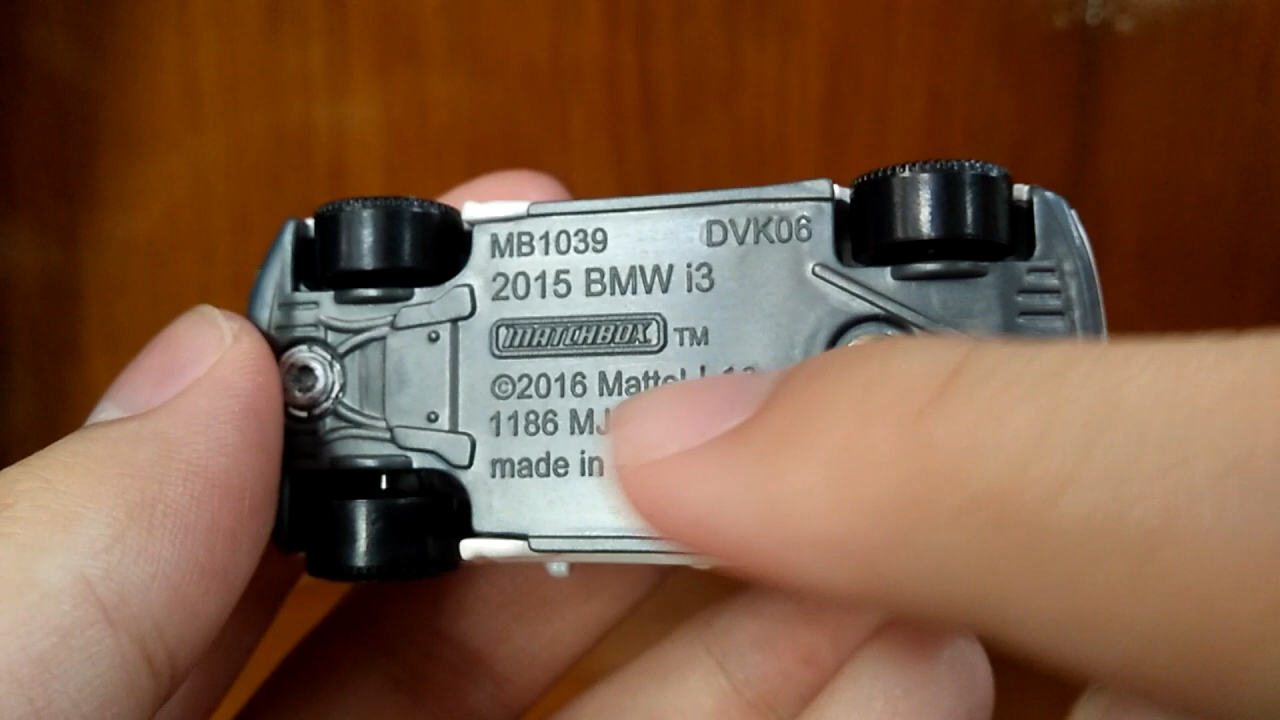 MB1039 DVK06
2015 BMW i3
MATCHBOX TM
©2016 Mattel
1186 MJ
made in